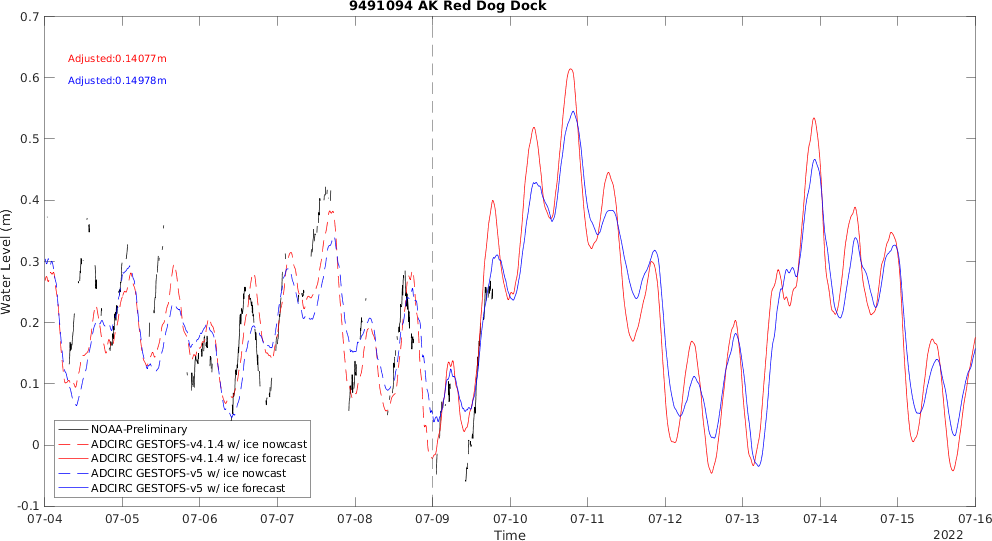 9491094 AK Red Dog Dock
0.7
0.6
0.5
0.4
0.3
0.2
0.1
0
-0.1
Water Level (m)
Adjusted:0.14077m
Adjusted:0.14978m
NOAA-Preliminary
ADCIRC GESTOFS-v4.1.4 w/ ice nowcast
ADCIRC GESTOFS-v4.1.4 w/ ice forecast
ADCIRC GESTOFS-v5 w/ ice nowcast
ADCIRC GESTOFS-v5 w/ ice forecast
07-04 07-05 07-06 07-07 07-08 07-09 07-10 07-11 07-12 07-13 07-14 07-15 07-16
Time
2022